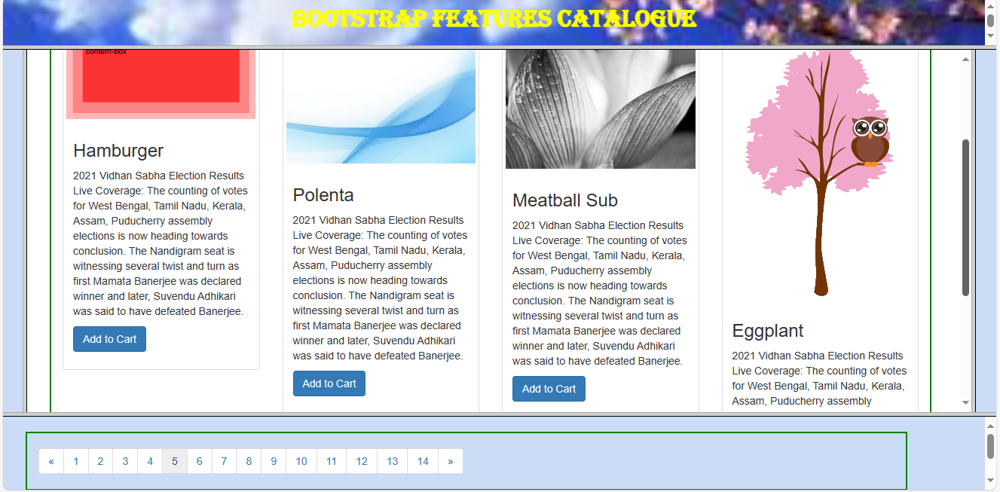 BOOTSTRAP FEATURES CATALOGUE
content-box
Hamburger
2021 Vidhan Sabha Election Results
Live Coverage: The counting of votes
for West Bengal, Tamil Nadu, Kerala,
Assam, Puducherry assembly
elections is now heading towards
conclusion. The Nandigram seat is
witnessing several twist and turn as
first Mamata Banerjee was declared
winner and later, Suvendu Adhikari
was said to have defeated Banerjee.
Add to Cart
Polenta
2021 Vidhan Sabha Election Results
Live Coverage: The counting of votes
for West Bengal, Tamil Nadu, Kerala,
Assam, Puducherry assembly
elections is now heading towards
conclusion. The Nandigram seat is
witnessing several twist and turn as
first Mamata Banerjee was declared
winner and later, Suvendu Adhikari
was said to have defeated Banerjee.
Add to Cart
Meatball Sub
2021 Vidhan Sabha Election Results
Live Coverage: The counting of votes
for West Bengal, Tamil Nadu, Kerala,
Assam, Puducherry assembly
elections is now heading towards
conclusion. The Nandigram seat is
witnessing several twist and turn as
first Mamata Banerjee was declared
winner and later, Suvendu Adhikari
was said to have defeated Banerjee.
Add to Cart
Eggplant
2021 Vidhan Sabha Election Results
Live Coverage: The counting of votes
for West Bengal, Tamil Nadu, Kerala,
Assam, Puducherry assembly
« 1 2 3 4 5 6 7 8 9 10 11 12 13 14 »